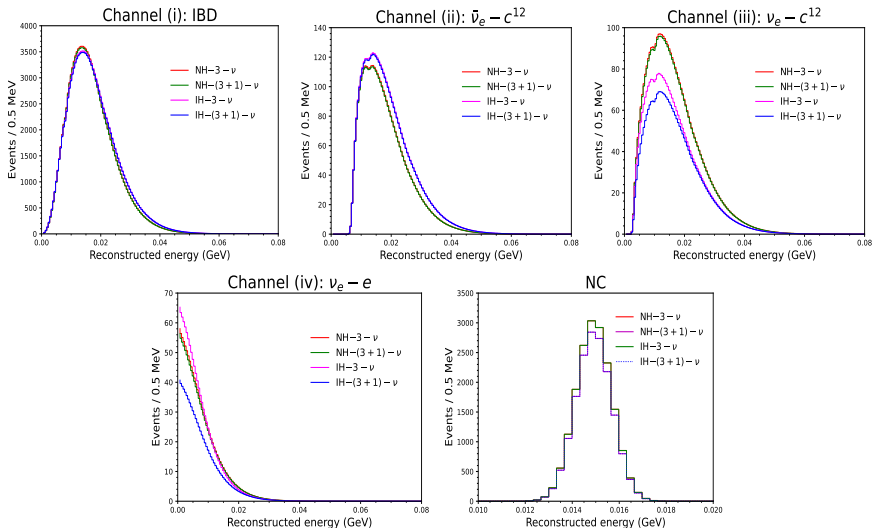 Channel (i): IBD
Events / 0.5 MeV
4000
3500
3000
2500
2000
1500
1000
500
0
NH−3−ν
NH−(3+1)−ν
IH−3−ν
IH−(3+1)−ν
0.00 0.02 0.04 0.06 0.08
Reconstructed energy (GeV)
Channel (ii): ν̄e − c¹²
Events / 0.5 MeV
140
120
100
80
60
40
20
0
NH−3−ν
NH−(3+1)−ν
IH−3−ν
IH−(3+1)−ν
0.00 0.02 0.04 0.06 0.08
Reconstructed energy (GeV)
Channel (iii): νe − c¹²
Events / 0.5 MeV
100
80
60
40
20
0
NH−3−ν
NH−(3+1)−ν
IH−3−ν
IH−(3+1)−ν
0.00 0.02 0.04 0.06 0.08
Reconstructed energy (GeV)
Channel (iv): νe − e
Events / 0.5 MeV
70
60
50
40
30
20
10
0
NH−3−ν
NH−(3+1)−ν
IH−3−ν
IH−(3+1)−ν
0.00 0.02 0.04 0.06 0.08
Reconstructed energy (GeV)
NC
Events / 0.5 MeV
3500
3000
2500
2000
1500
1000
500
0
NH−3−ν
NH−(3+1)−ν
IH−3−ν
IH−(3+1)−ν
0.010 0.012 0.014 0.016 0.018 0.020
Reconstructed energy (GeV)